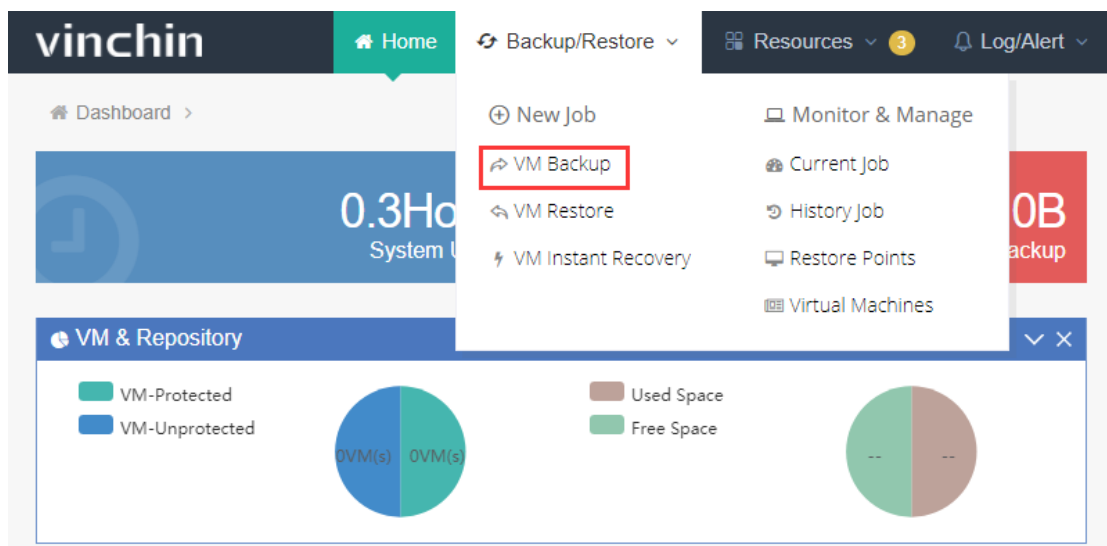 vinchin
Home
Backup/Restore
Resources
3
Log/Alert
Dashboard >
New Job
Monitor & Manage
VM Backup
Current Job
VM Restore
History Job
VM Instant Recovery
Restore Points
Virtual Machines
0.3Ho
System
0B
ackup
VM & Repository
VM-Protected
VM-Unprotected
0VM(s)
0VM(s)
Used Space
Free Space
--
--